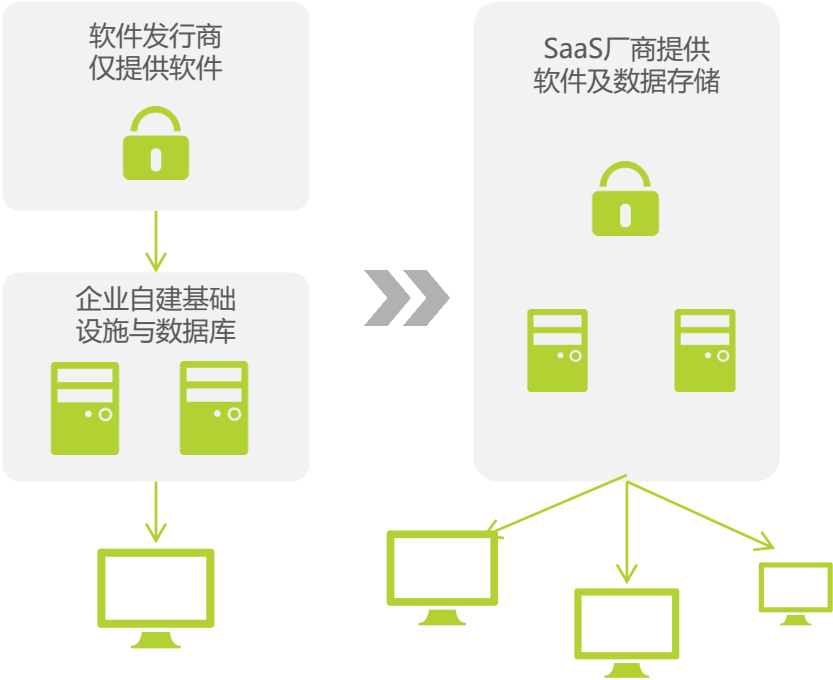 软件发行商
仅提供软件
企业自建基础
设施与数据库
SaaS厂商提供
软件及数据存储